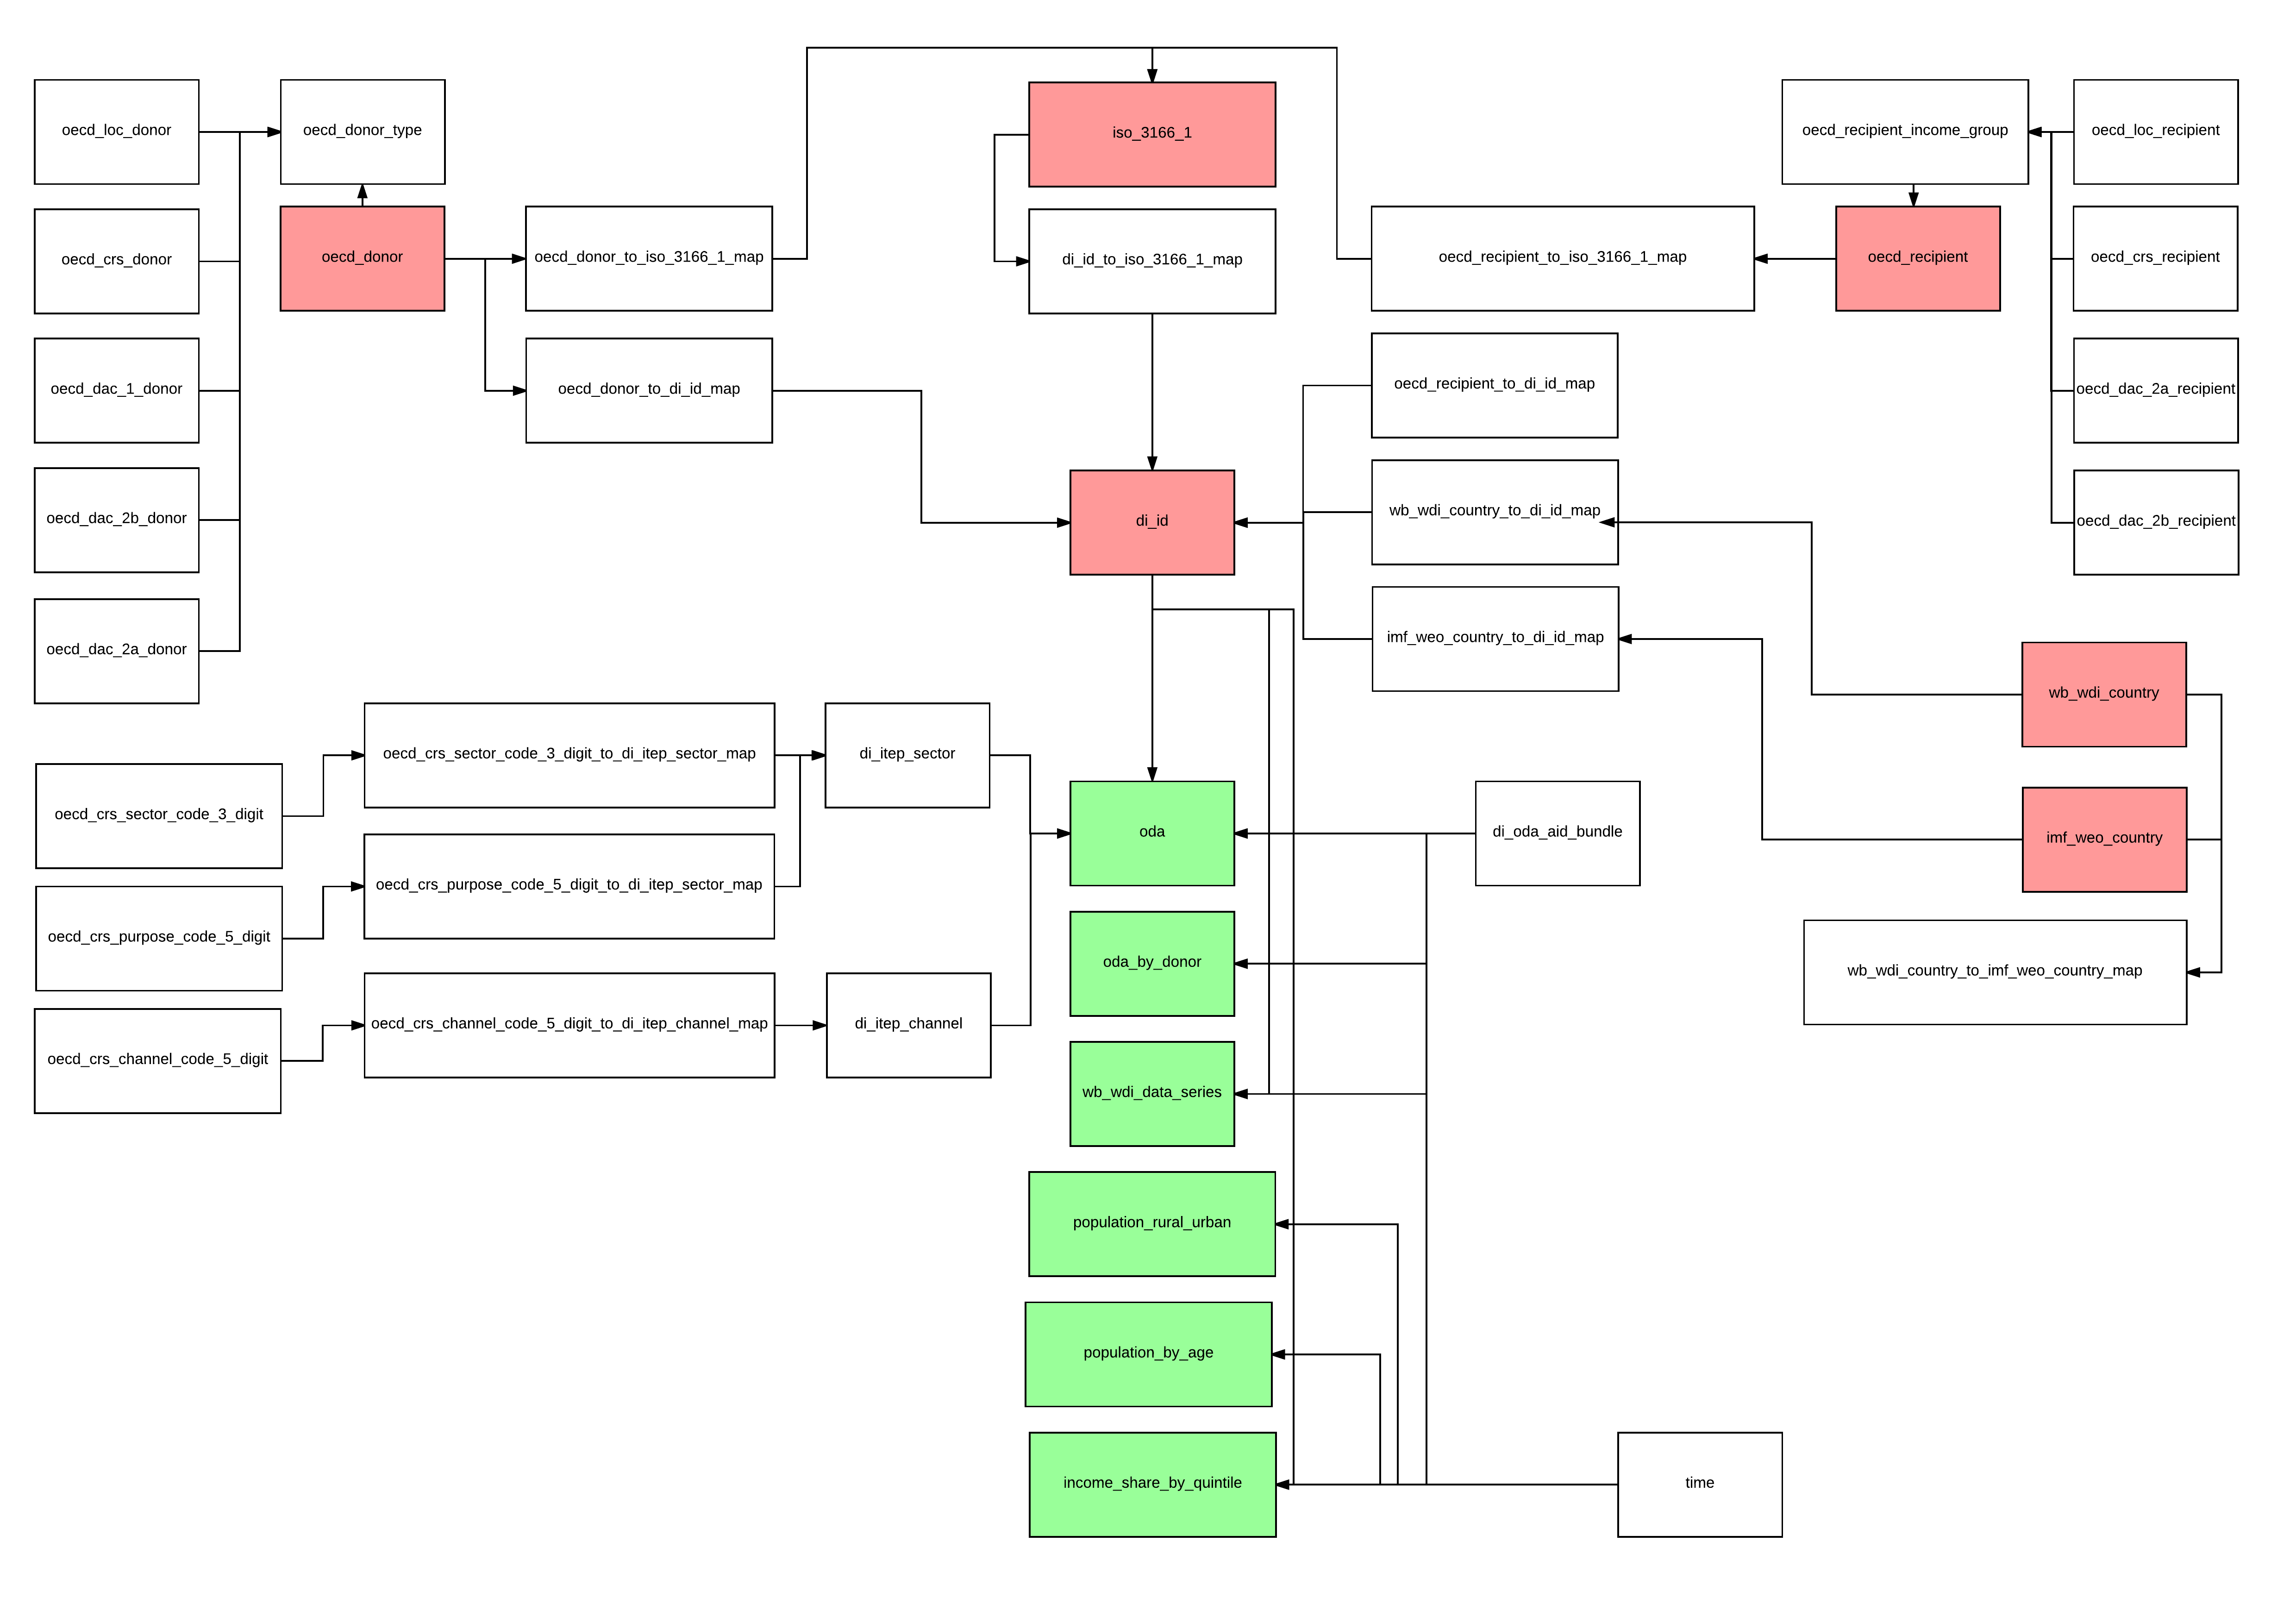 oecd_loc_donor
oecd_donor_type
iso_3166_1
oecd_recipient_income_group
oecd_loc_recipient
oecd_crs_donor
oecd_donor
oecd_donor_to_iso_3166_1_map
di_id_to_iso_3166_1_map
oecd_recipient_to_iso_3166_1_map
oecd_recipient
oecd_crs_recipient
oecd_dac_1_donor
oecd_donor_to_di_id_map
oecd_recipient_to_di_id_map
oecd_dac_2a_recipient
oecd_dac_2b_donor
di_id
wb_wdi_country_to_di_id_map
oecd_dac_2b_recipient
oecd_dac_2a_donor
imf_weo_country_to_di_id_map
wb_wdi_country
oecd_crs_sector_code_3_digit_to_di_itep_sector_map
di_itep_sector
oecd_crs_sector_code_3_digit
oda
di_oda_aid_bundle
imf_weo_country
oecd_crs_purpose_code_5_digit_to_di_itep_sector_map
oecd_crs_purpose_code_5_digit
oda_by_donor
wb_wdi_country_to_imf_weo_country_map
oecd_crs_channel_code_5_digit_to_di_itep_channel_map
di_itep_channel
oecd_crs_channel_code_5_digit
wb_wdi_data_series
population_rural_urban
population_by_age
income_share_by_quintile
time